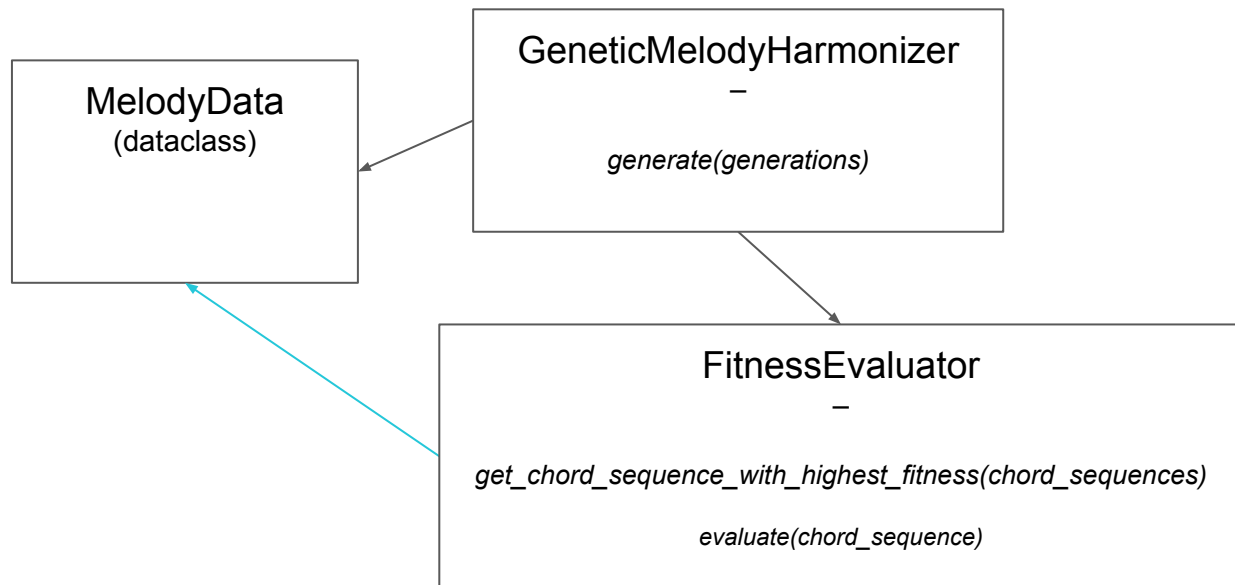 MelodyData
(dataclass)
GeneticMelodyHarmonizer
–
generate(generations)
FitnessEvaluator
–
get_chord_sequence_with_highest_fitness(chord_sequences)
evaluate(chord_sequence)